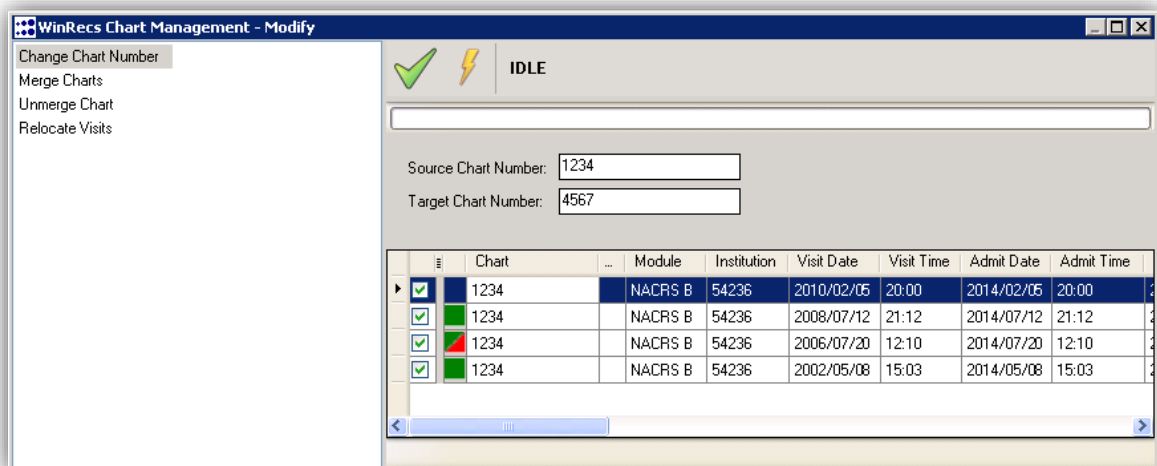 WinRecs Chart Management - Modify
Change Chart Number
Merge Charts
Unmerge Chart
Relocate Visits
IDLE
Source Chart Number: 1234
Target Chart Number: 4567
Chart ... Module Institution Visit Date Visit Time Admit Date Admit Time
1234 NACRS B 54236 2010/02/05 20:00 2014/02/05 20:00 2
1234 NACRS B 54236 2008/07/12 21:12 2014/07/12 21:12 2
1234 NACRS B 54236 2006/07/20 12:10 2014/07/20 12:10 2
1234 NACRS B 54236 2002/05/08 15:03 2014/05/08 15:03 2